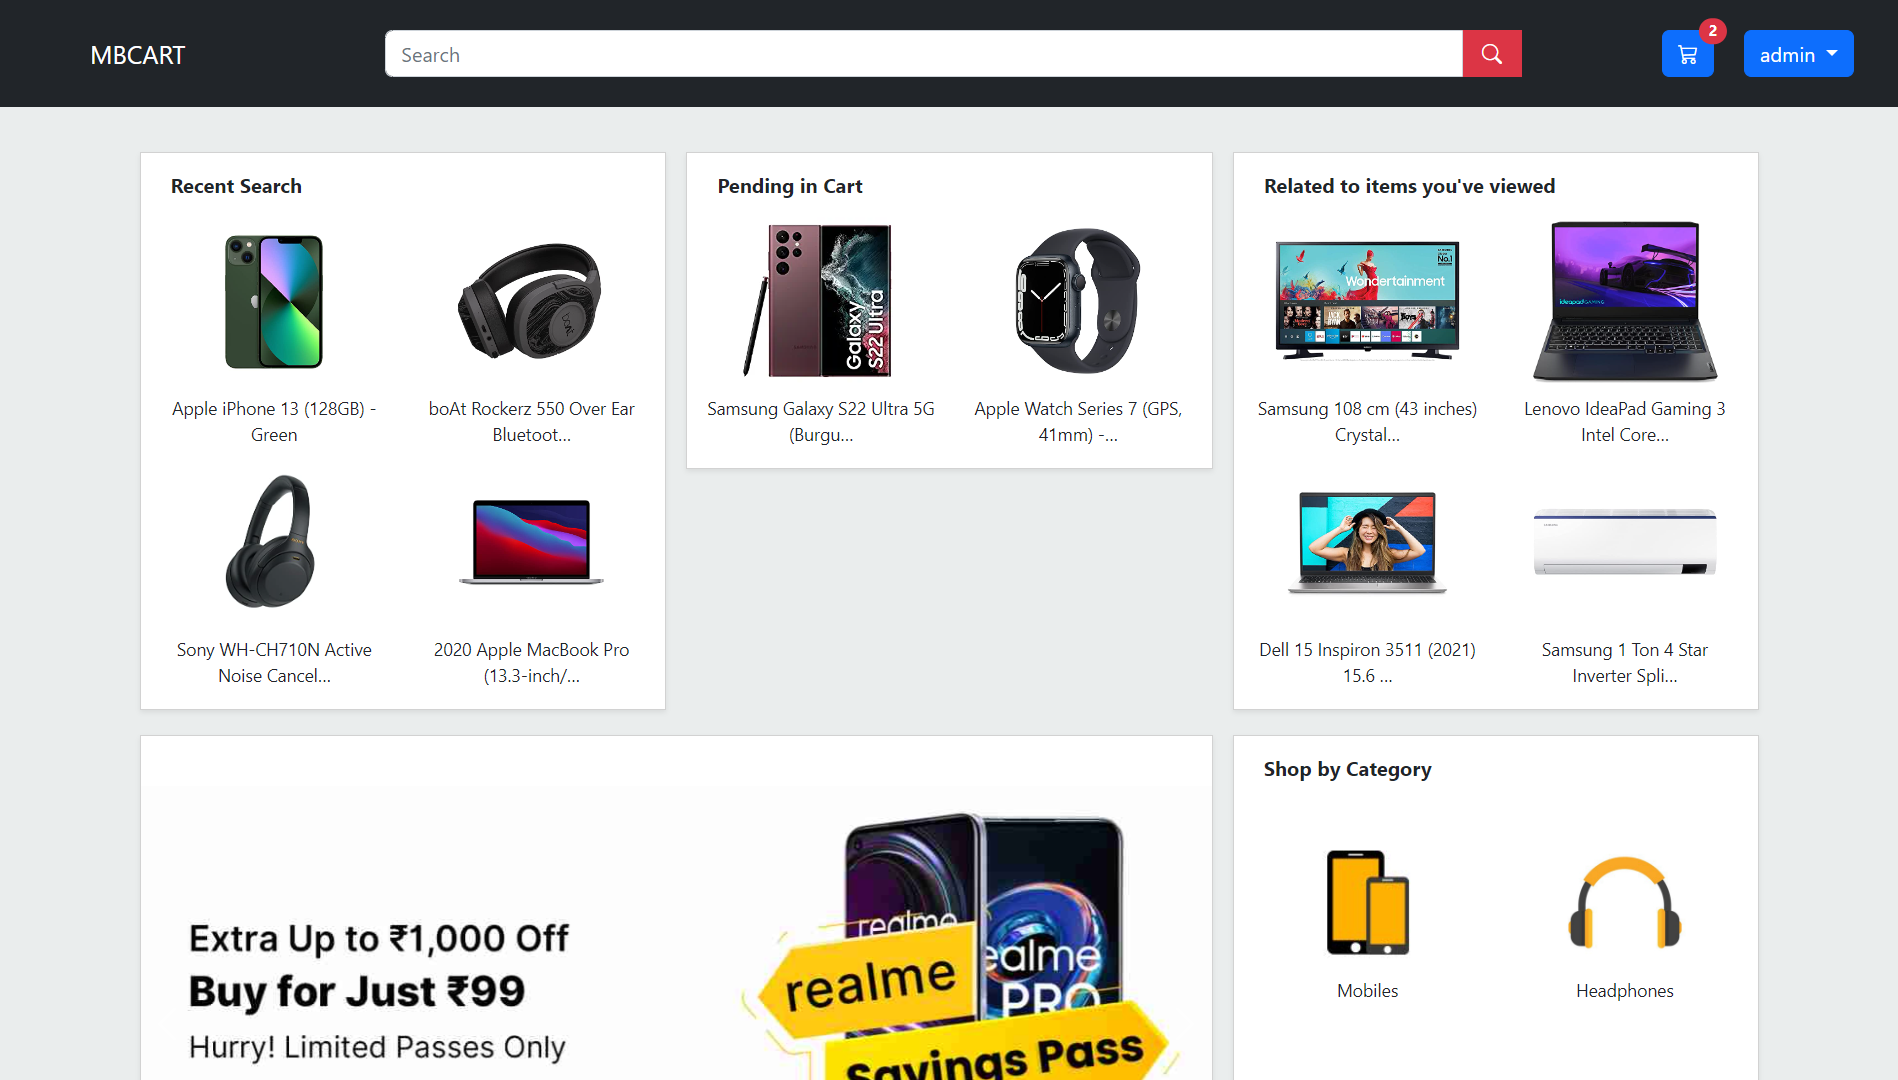 MBCART
Search
2
admin
Recent Search
Apple iPhone 13 (128GB) -
Green
boAt Rockerz 550 Over Ear
Bluetoot...
Sony WH-CH710N Active
Noise Cancel...
2020 Apple MacBook Pro
(13.3-inch/...
Pending in Cart
Galaxy
S22 Ultra
Samsung Galaxy S22 Ultra 5G
(Burgu...
Apple Watch Series 7 (GPS,
41mm) -...
Related to items you've viewed
No.1
Wondertainment
Samsung 108 cm (43 inches)
Crystal...
ideapad GAMING
Lenovo IdeaPad Gaming 3
Intel Core...
Dell 15 Inspiron 3511 (2021)
15.6 ...
Samsung 1 Ton 4 Star
Inverter Spli...
Extra Up to ₹1,000 Off
Buy for Just ₹99
Hurry! Limited Passes Only
realme
realme
PRO
realme
Savings Pass
Shop by Category
Mobiles
Headphones